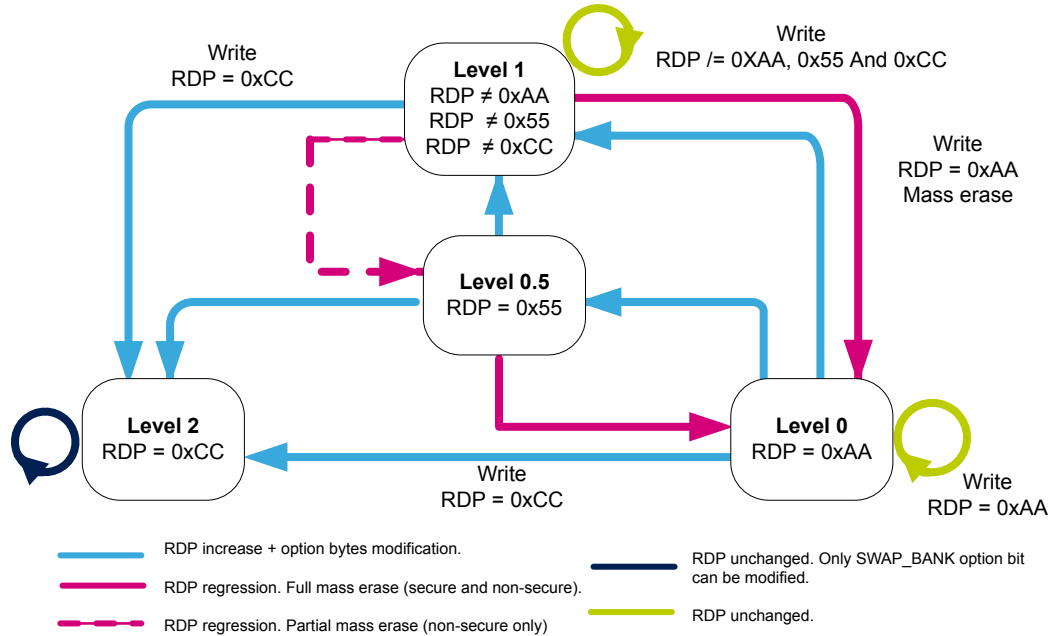 Write
RDP = 0xCC
Level 1
RDP ≠ 0xAA
RDP ≠ 0x55
RDP ≠ 0xCC
Write
RDP /= 0XAA, 0x55 And 0xCC
Write
RDP = 0xAA
Mass erase
Level 0.5
RDP = 0x55
Level 2
RDP = 0xCC
Level 0
RDP = 0xAA
Write
RDP = 0xCC
Write
RDP = 0xAA
RDP increase + option bytes modification.
RDP regression. Full mass erase (secure and non-secure).
RDP regression. Partial mass erase (non-secure only)
RDP unchanged. Only SWAP_BANK option bit
can be modified.
RDP unchanged.